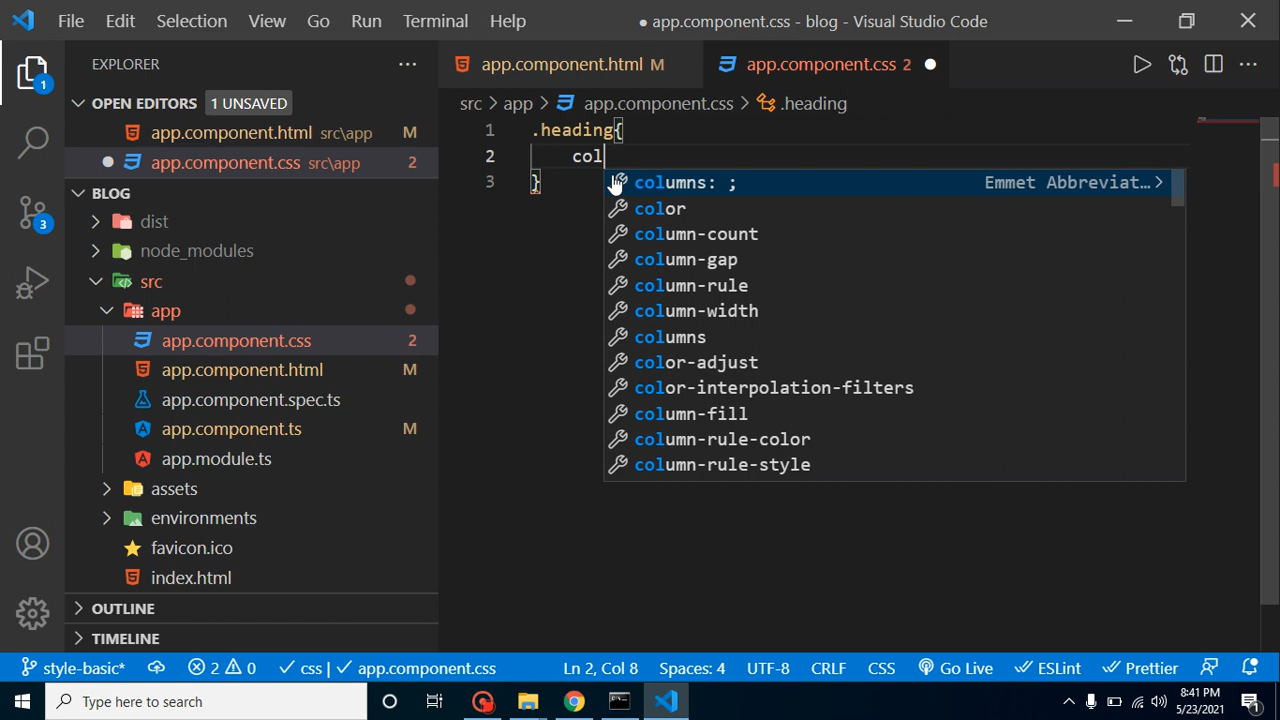 File Edit Selection View Go Run Terminal Help ● app.component.css - blog - Visual Studio Code
EXPLORER
app.component.html M app.component.css 2
OPEN EDITORS 1 UNSAVED
src > app > app.component.css > .heading
app.component.html src\app M
app.component.css src\app 2
BLOG
dist
node_modules
src
app
app.component.css 2
app.component.html M
app.component.spec.ts
app.component.ts M
app.module.ts
assets
environments
favicon.ico
index.html
OUTLINE
TIMELINE
1 .heading{
2 col
3 }
columns: ; Emmet Abbreviat…
color
column-count
column-gap
column-rule
column-width
columns
color-adjust
color-interpolation-filters
column-fill
column-rule-color
column-rule-style
1
3
style-basic* 2 0 css | app.component.css Ln 2, Col 8 Spaces: 4 UTF-8 CRLF CSS Go Live ESLint Prettier
Type here to search
8:41 PM
5/23/2021
1